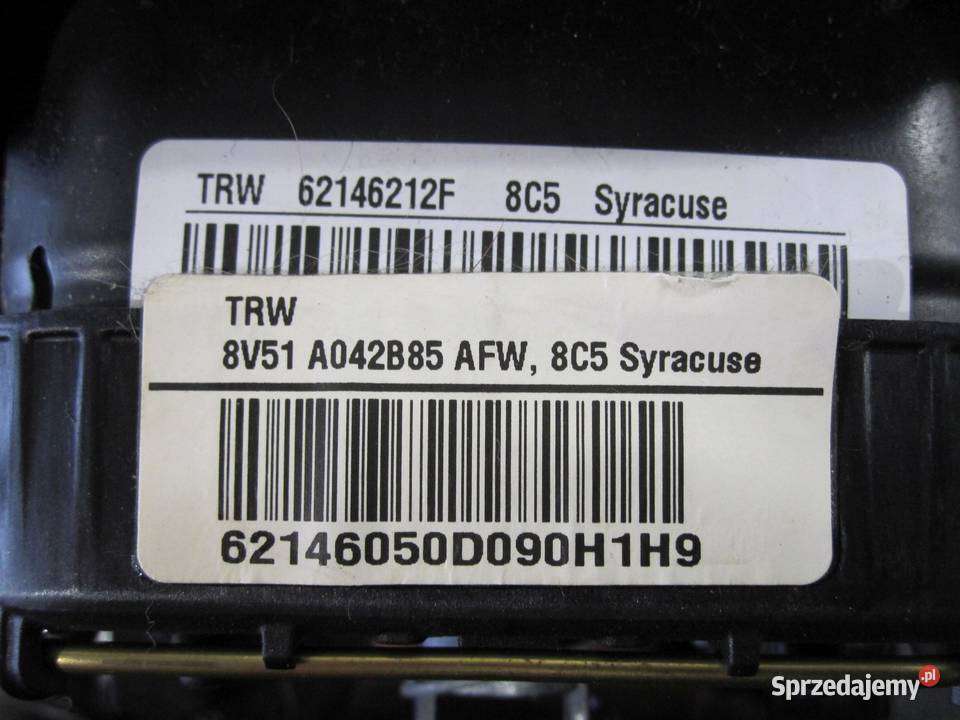 TRW 62146212F 8C5 Syracuse
TRW
8V51 A042B85 AFW, 8C5 Syracuse
62146050D090H1H9
Sprzedajemy.pl